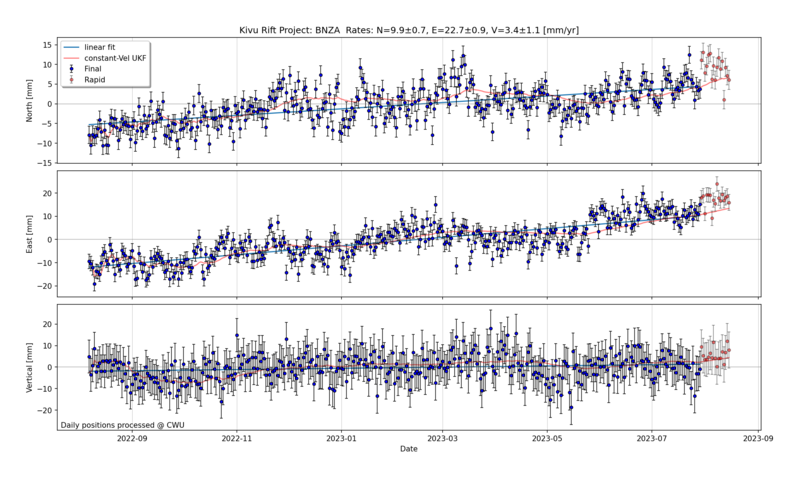 Kivu Rift Project: BNZA  Rates: N=9.9±0.7, E=22.7±0.9, V=3.4±1.1 [mm/yr]
linear fit
constant-Vel UKF
Final
Rapid
North [mm]
15
10
5
0
−5
−10
−15
East [mm]
20
10
0
−10
−20
Vertical [mm]
20
10
0
−10
−20
Daily positions processed @ CWU
2022-09
2022-11
2023-01
2023-03
2023-05
2023-07
2023-09
Date